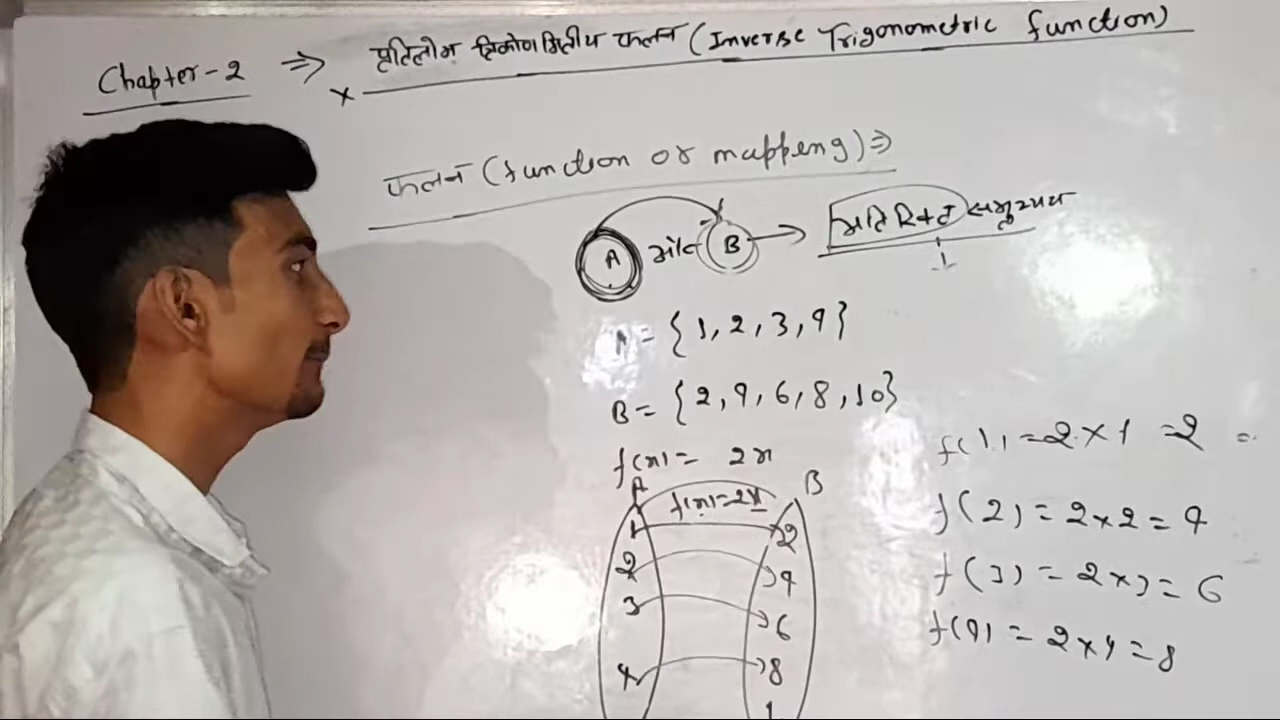 Chapter-2 ⇒ प्रतिलोम त्रिकोणमितीय फलन (Inverse Trigonometric function)
फलन (function or mappeng) ⇒
A और B → अतिरिक्त समुच्चय
A = {1, 2, 3, 4}
B = {2, 4, 6, 8, 10}
f(x) = 2x
f(1) = 2×1 = 2 =
f(2) = 2×2 = 4
f(3) = 2×3 = 6
f(4) = 2×4 = 8
A f(x)=2x B
1 2
2 4
3 6
4 8